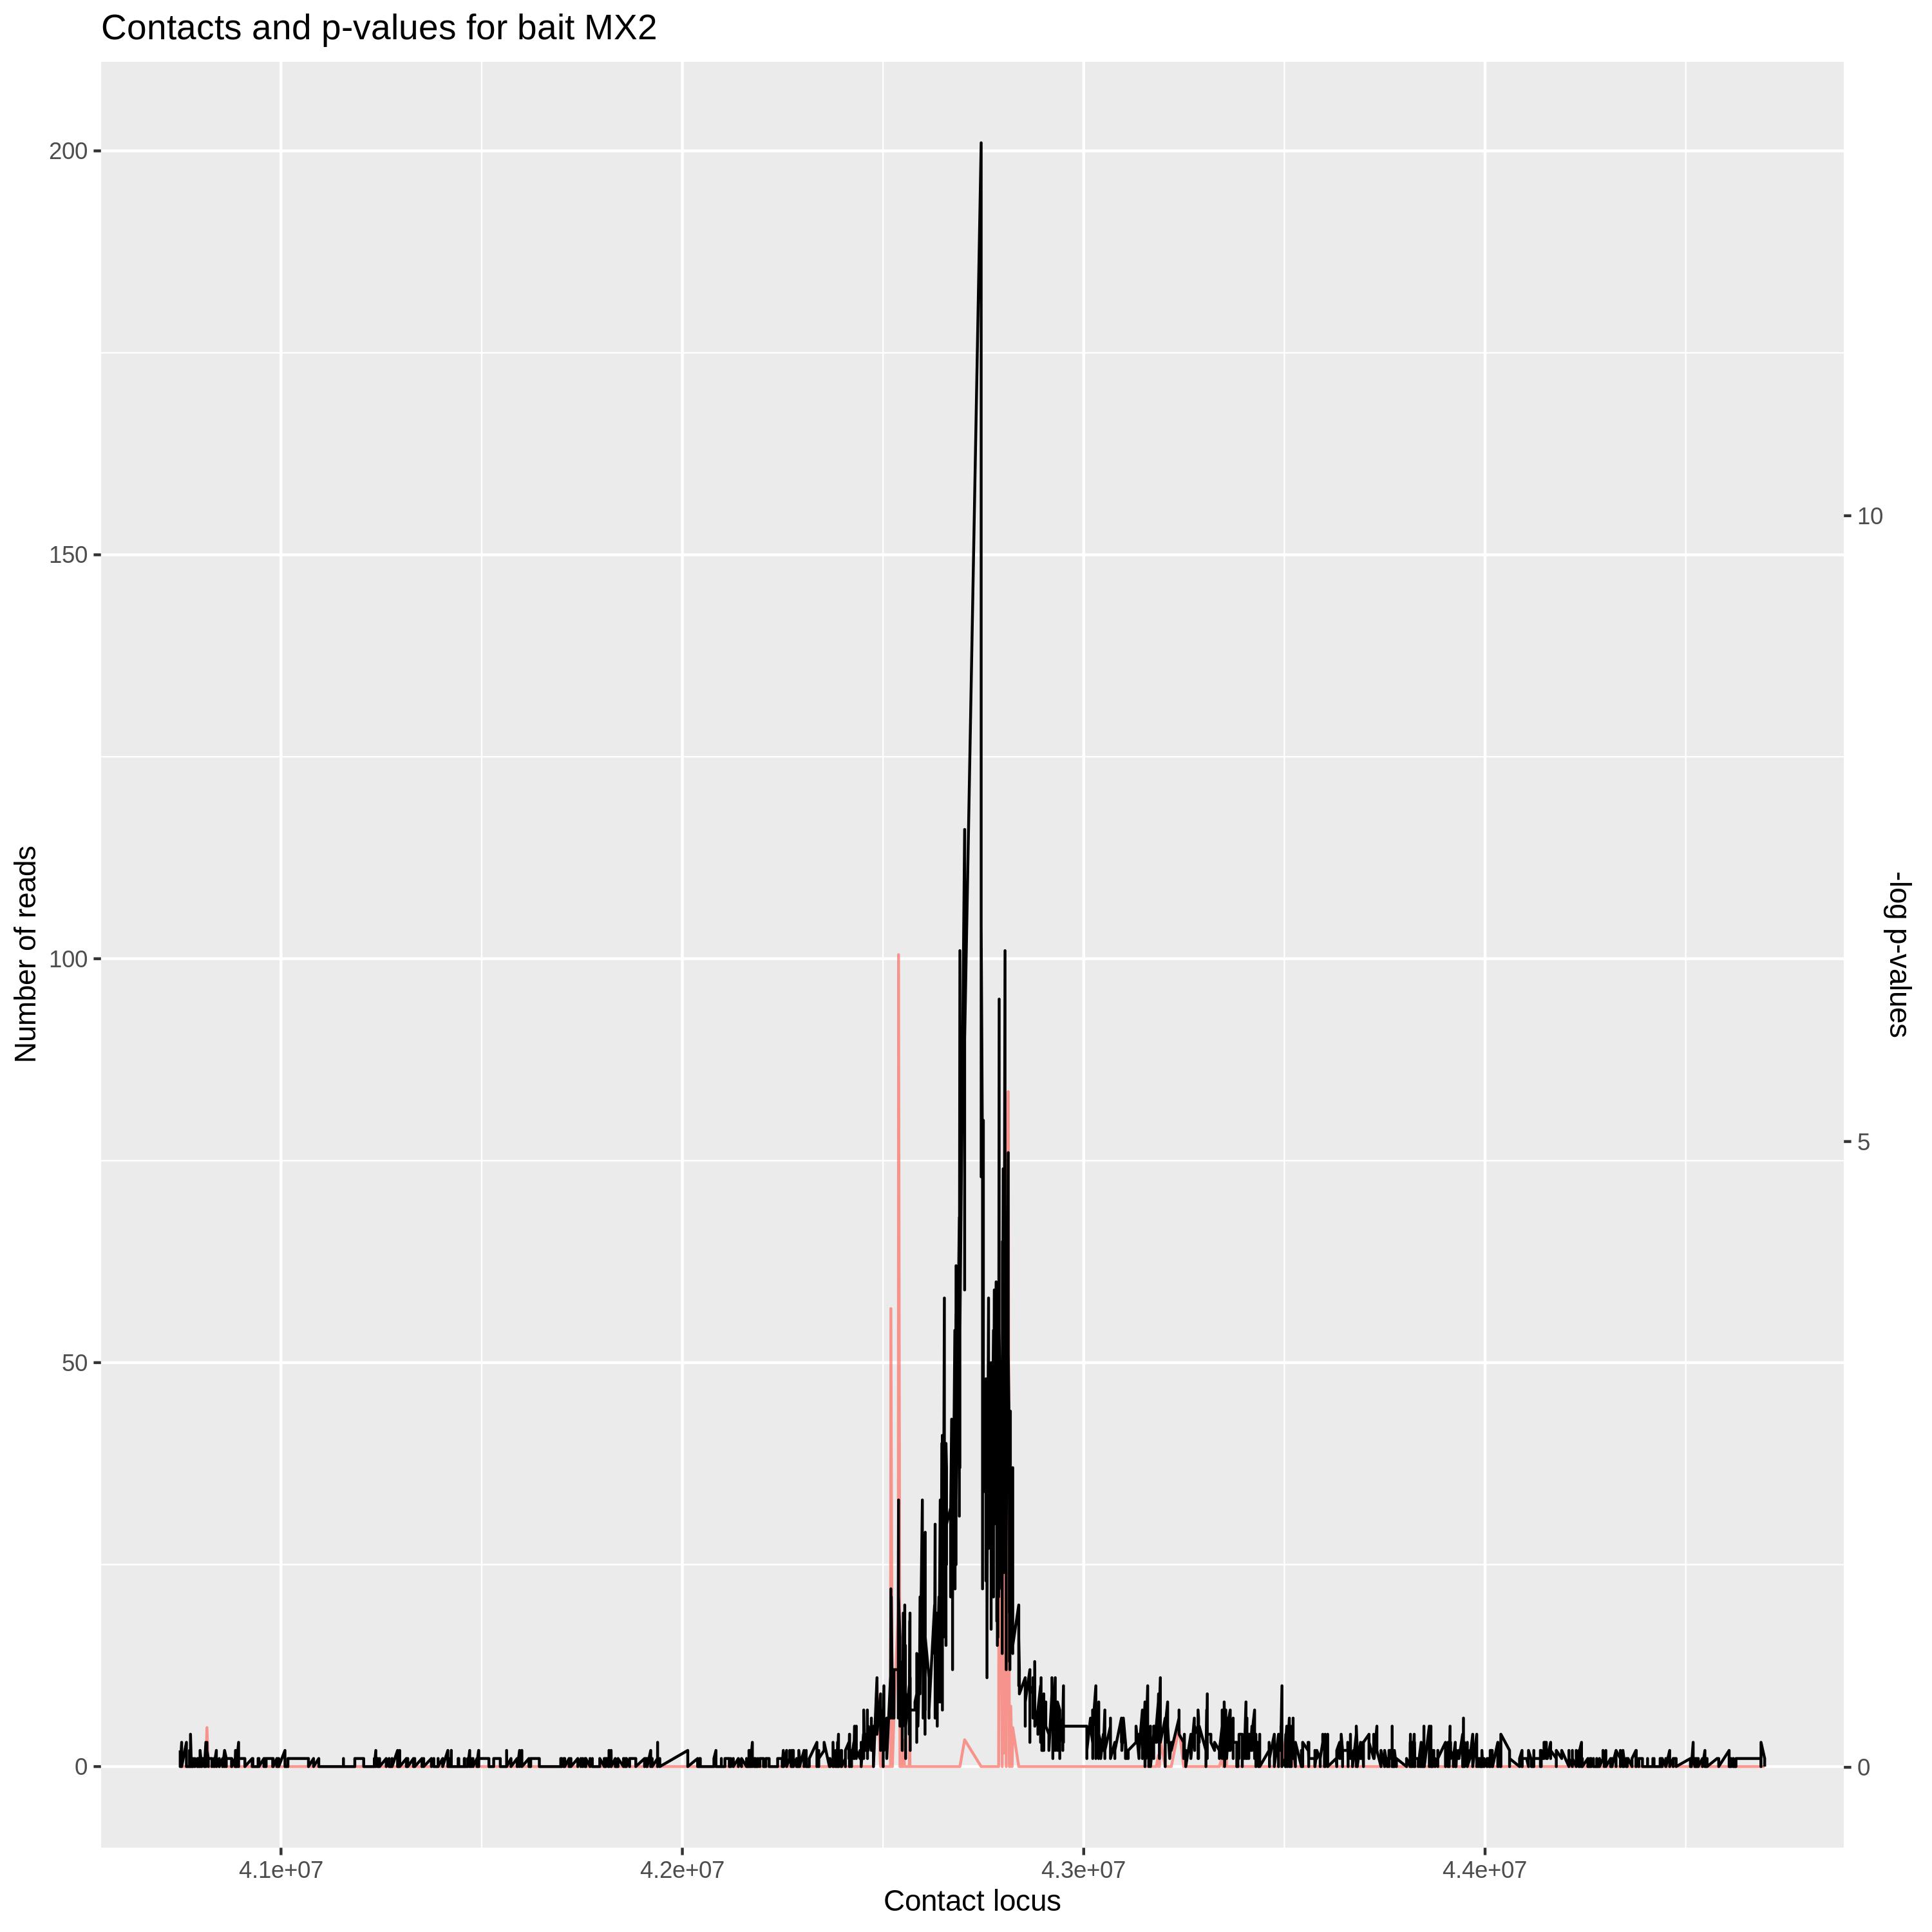 Contacts and p-values for bait MX2
200
150
100
50
0
Number of reads
10
5
0
-log p-values
4.1e+07
4.2e+07
4.3e+07
4.4e+07
Contact locus